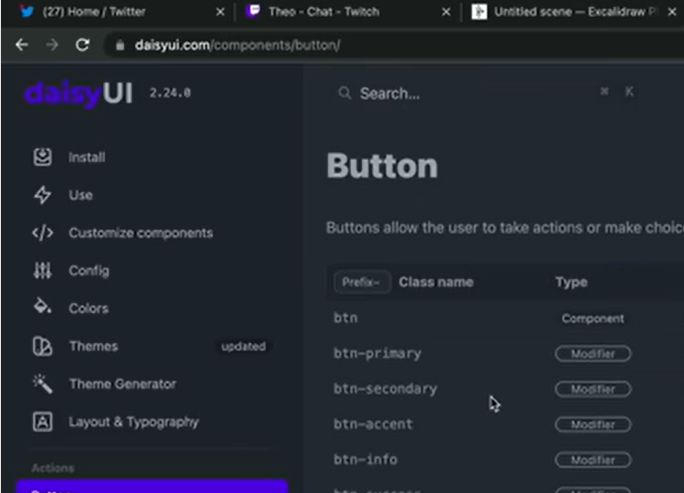 (27) Home / Twitter
Theo - Chat - Twitch
Untitled scene — Excalidraw
daisyui.com/components/button/
daisyUI 2.24.0
Search... ⌘ K
Install
Use
Customize components
Config
Colors
Themes updated
Theme Generator
Layout & Typography
Actions
Button
Buttons allow the user to take actions or make choic
Prefix- Class name Type
btn Component
btn-primary Modifier
btn-secondary Modifier
btn-accent Modifier
btn-info Modifier